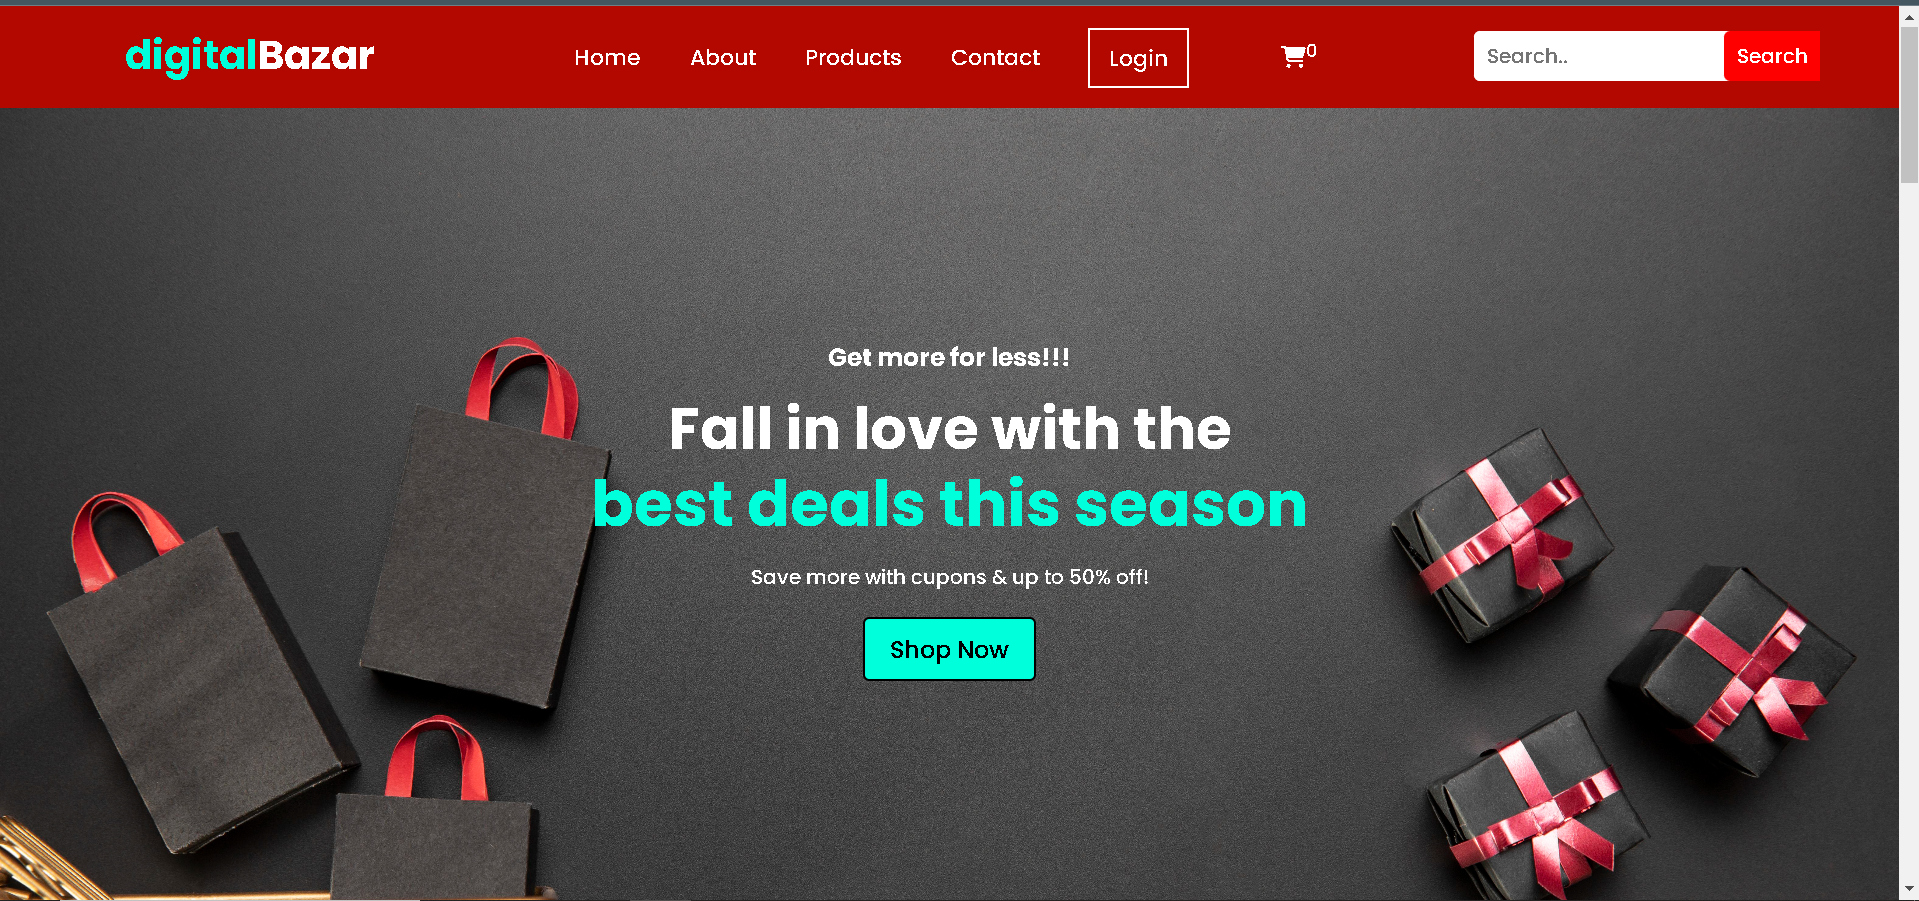 digitalBazar Home About Products Contact Login 0 Search.. Search
Get more for less!!!
Fall in love with the
best deals this season
Save more with cupons & up to 50% off!
Shop Now